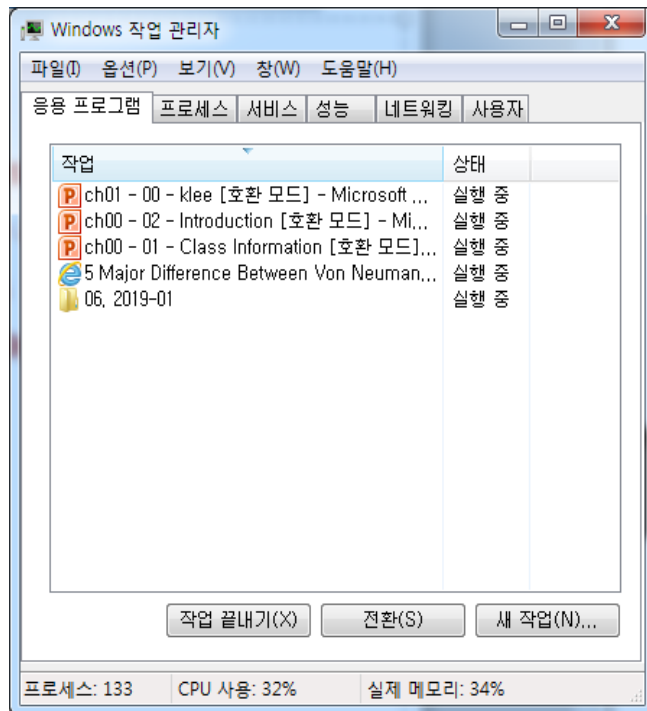 Windows 작업 관리자
파일(I) 옵션(P) 보기(V) 창(W) 도움말(H)
응용 프로그램 프로세스 서비스 성능 네트워킹 사용자
작업 상태
ch01 - 00 - klee [호환 모드] - Microsoft ... 실행 중
ch00 - 02 - Introduction [호환 모드] - Mi... 실행 중
ch00 - 01 - Class Information [호환 모드]... 실행 중
5 Major Difference Between Von Neuman... 실행 중
06, 2019-01 실행 중
작업 끝내기(X) 전환(S) 새 작업(N)...
프로세스: 133 CPU 사용: 32% 실제 메모리: 34%